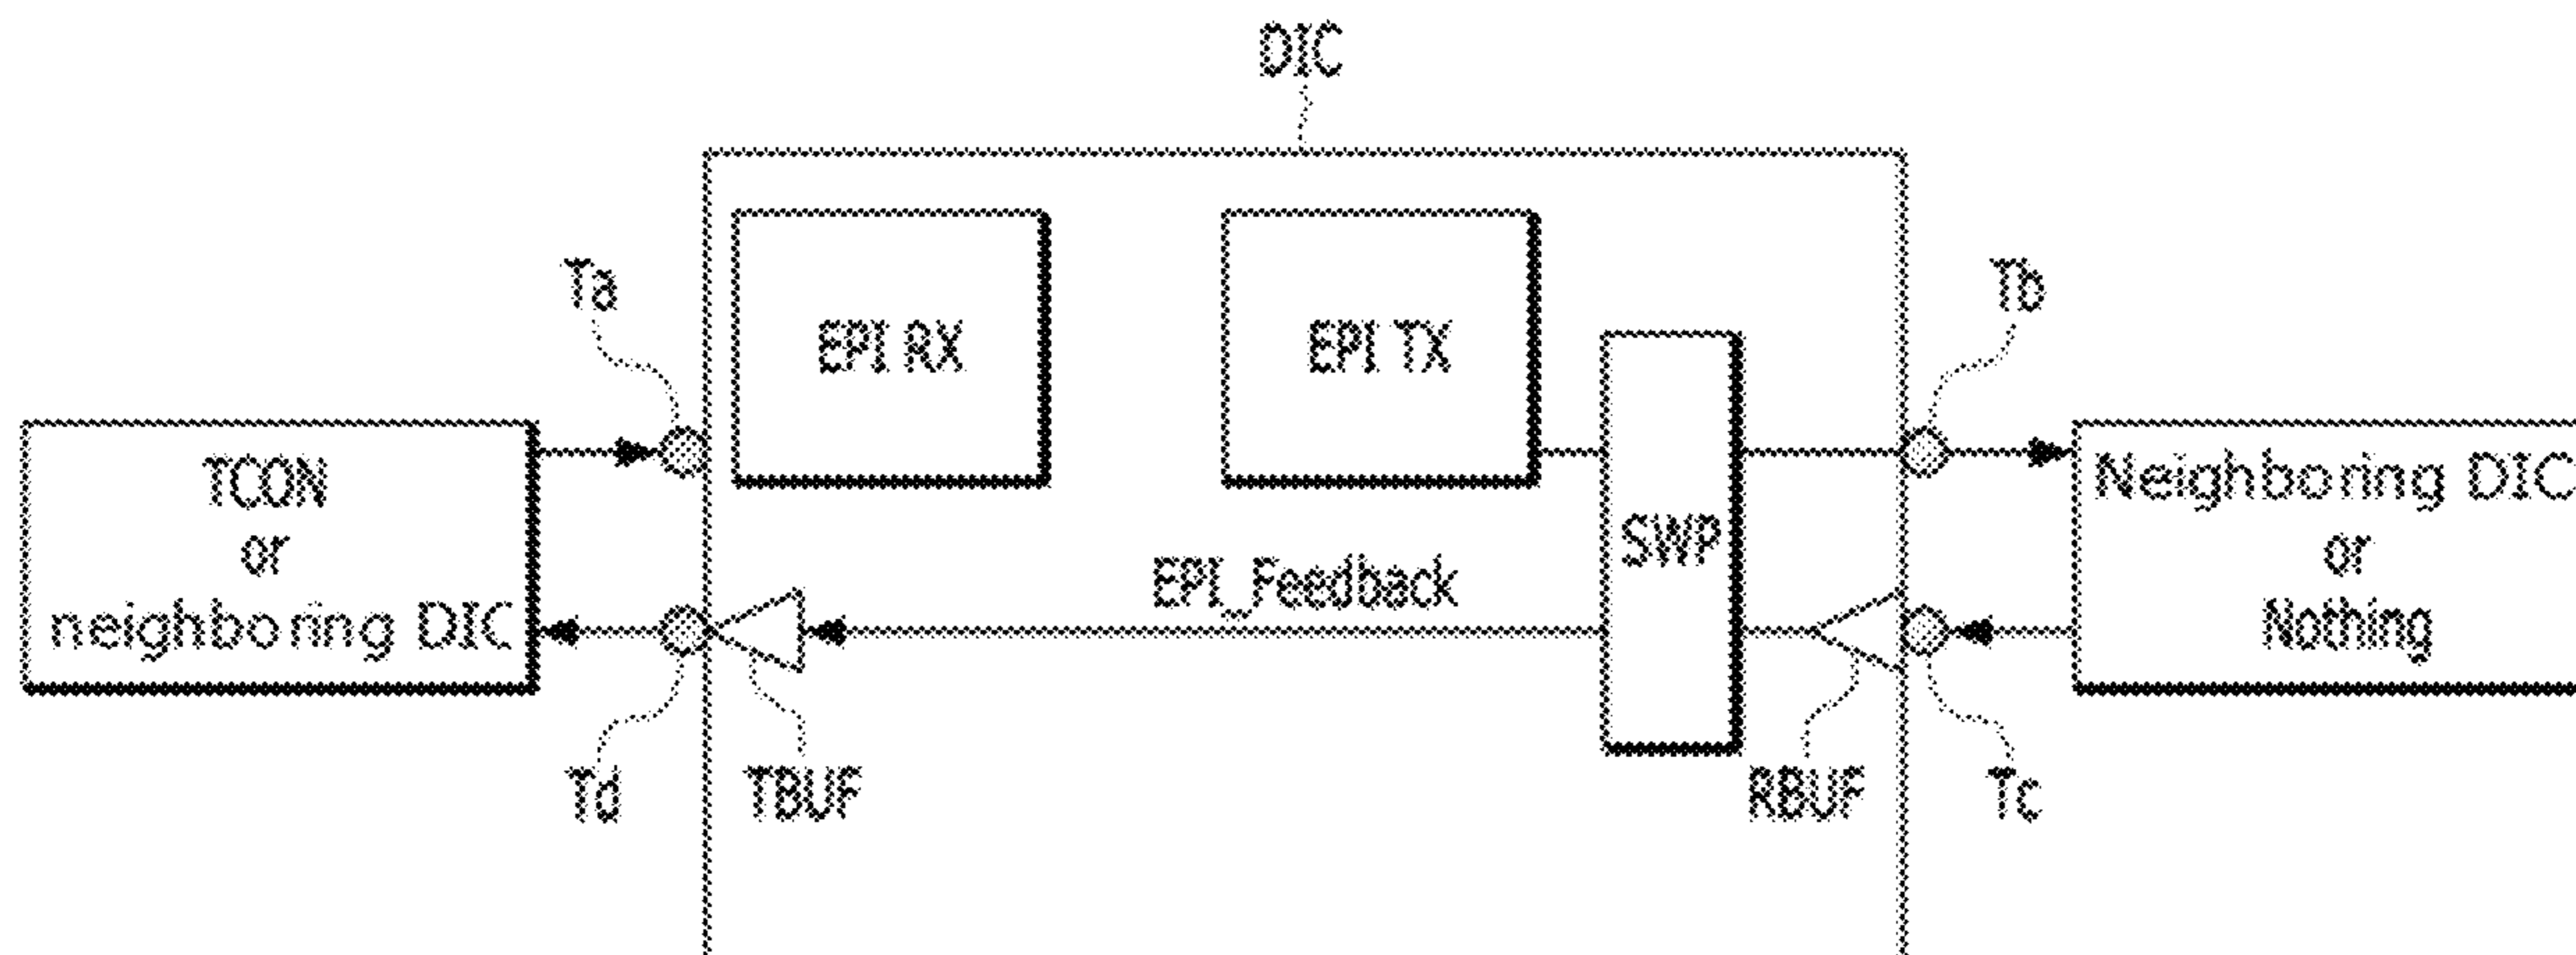 DIC
Ta
EPI RX
EPI TX
Tb
TCON
or
neighboring DIC
SWP
Neighboring DIC
or
Nothing
EPI_Feedback
Td
TBUF
RBUF
Tc